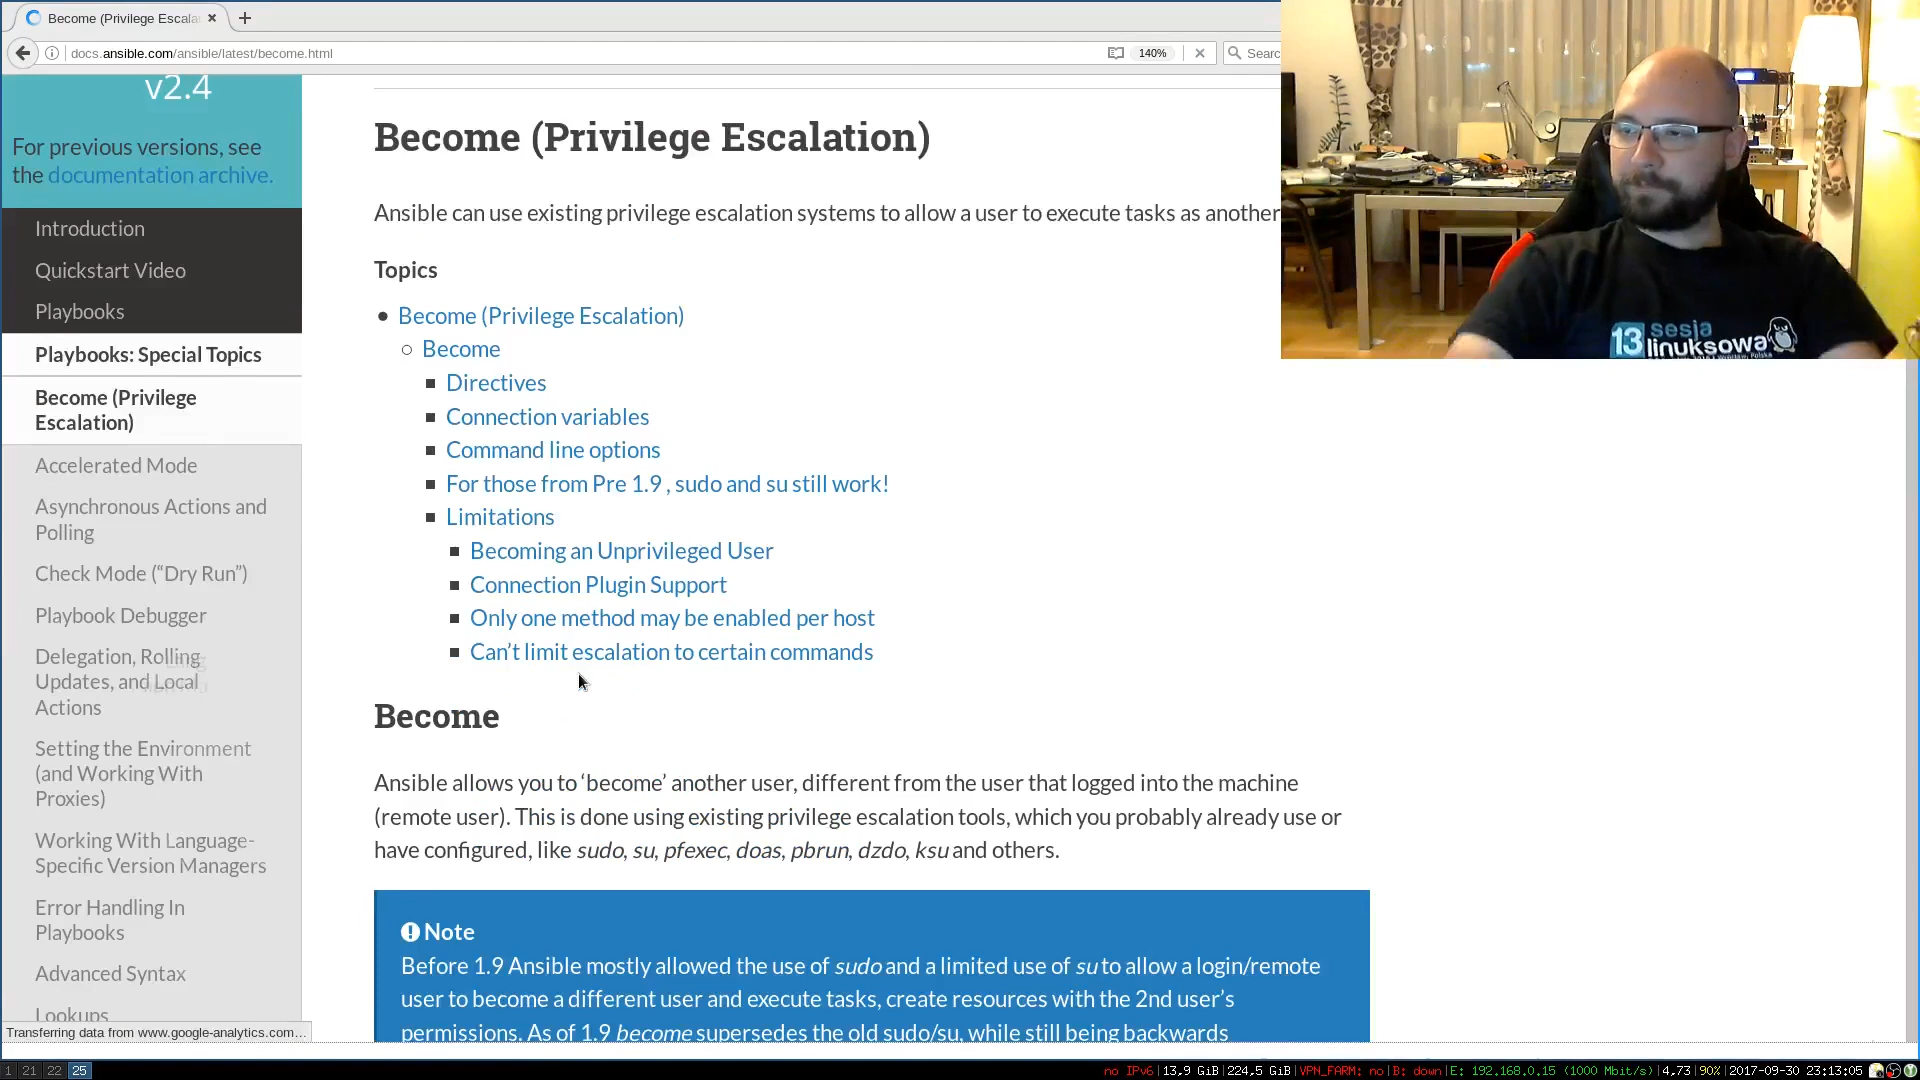 Become (Privilege Escala
docs.ansible.com/ansible/latest/become.html
140%
Searc
v2.4
For previous versions, see
the documentation archive.
Introduction
Quickstart Video
Playbooks
Playbooks: Special Topics
Become (Privilege
Escalation)
Accelerated Mode
Asynchronous Actions and
Polling
Check Mode (“Dry Run”)
Playbook Debugger
Delegation, Rolling
Updates, and Local
Actions
Setting the Environment
(and Working With
Proxies)
Working With Language-
Specific Version Managers
Error Handling In
Playbooks
Advanced Syntax
Lookups
Transferring data from www.google-analytics.com…
Become (Privilege Escalation)
Ansible can use existing privilege escalation systems to allow a user to execute tasks as another
Topics
Become (Privilege Escalation)
Become
Directives
Connection variables
Command line options
For those from Pre 1.9 , sudo and su still work!
Limitations
Becoming an Unprivileged User
Connection Plugin Support
Only one method may be enabled per host
Can’t limit escalation to certain commands
Become
Ansible allows you to ‘become’ another user, different from the user that logged into the machine
(remote user). This is done using existing privilege escalation tools, which you probably already use or
have configured, like sudo, su, pfexec, doas, pbrun, dzdo, ksu and others.
Note
Before 1.9 Ansible mostly allowed the use of sudo and a limited use of su to allow a login/remote
user to become a different user and execute tasks, create resources with the 2nd user’s
permissions. As of 1.9 become supersedes the old sudo/su, while still being backwards
13 sesja
linuksowa
1 21 22 25
no IPv6|13,9 GiB|224,5 GiB|VPN_FARM: no|B: down|E: 192.168.0.15 (1000 Mbit/s)|4,73|90%|2017-09-30 23:13:05